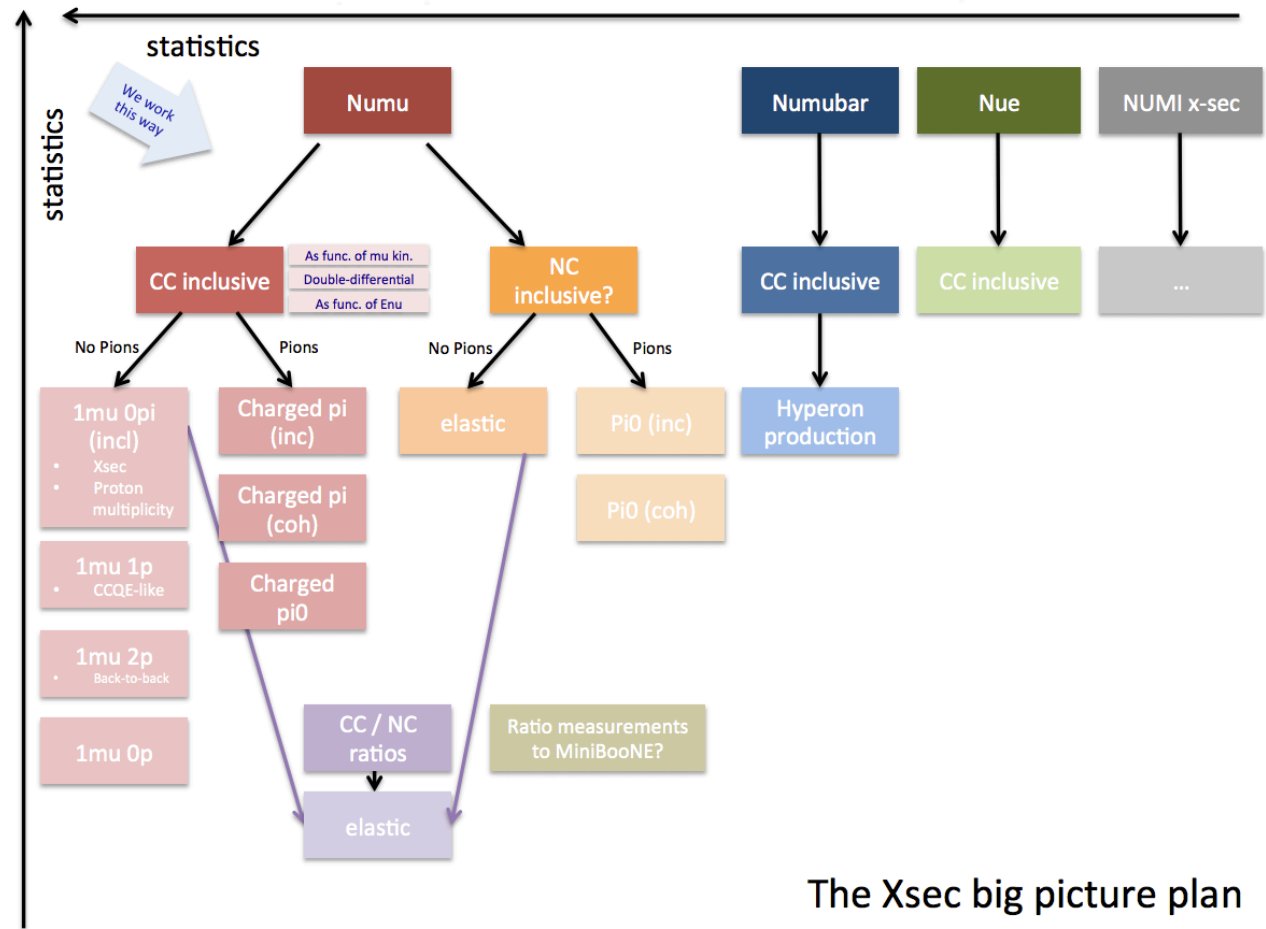 statistics
statistics
We work
this way
Numu
Numubar
Nue
NUMI x-sec
CC inclusive
As func. of mu kin.
Double-differential
As func. of Enu
NC
inclusive?
CC inclusive
CC inclusive
...
No Pions
Pions
No Pions
Pions
1mu 0pi
(incl)
• Xsec
• Proton
multiplicity
Charged pi
(inc)
elastic
Pi0 (inc)
Hyperon
production
Charged pi
(coh)
Pi0 (coh)
1mu 1p
• CCQE-like
Charged
pi0
1mu 2p
• Back-to-back
1mu 0p
CC / NC
ratios
Ratio measurements
to MiniBooNE?
elastic
The Xsec big picture plan